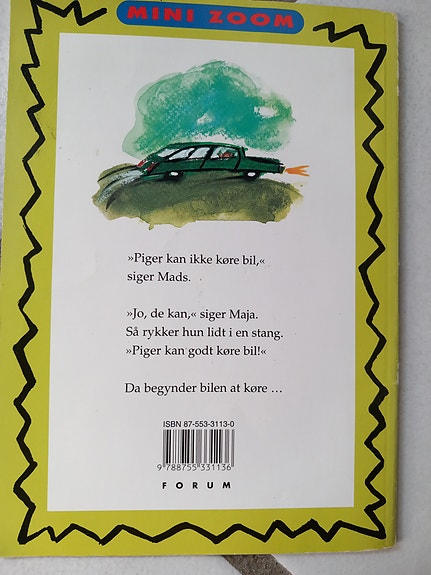 MINI ZOOM
»Piger kan ikke køre bil,«
siger Mads.
»Jo, de kan,« siger Maja.
Så rykker hun lidt i en stang.
»Piger kan godt køre bil!«
Da begynder bilen at køre ...
ISBN 87-553-3113-0
9 788755 331136
FORUM